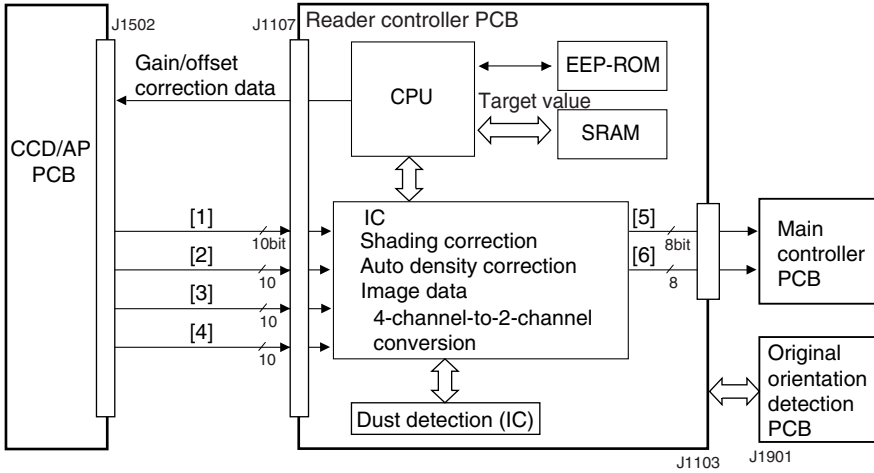 J1502
J1107
Reader controller PCB
Gain/offset
correction data
CPU
EEP-ROM
Target value
SRAM
CCD/AP
PCB
[1]
10bit
[2]
10
[3]
10
[4]
10
IC
Shading correction
Auto density correction
Image data
4-channel-to-2-channel
conversion
[5]
8bit
[6]
8
Main
controller
PCB
Dust detection (IC)
Original
orientation
detection
PCB
J1103
J1901